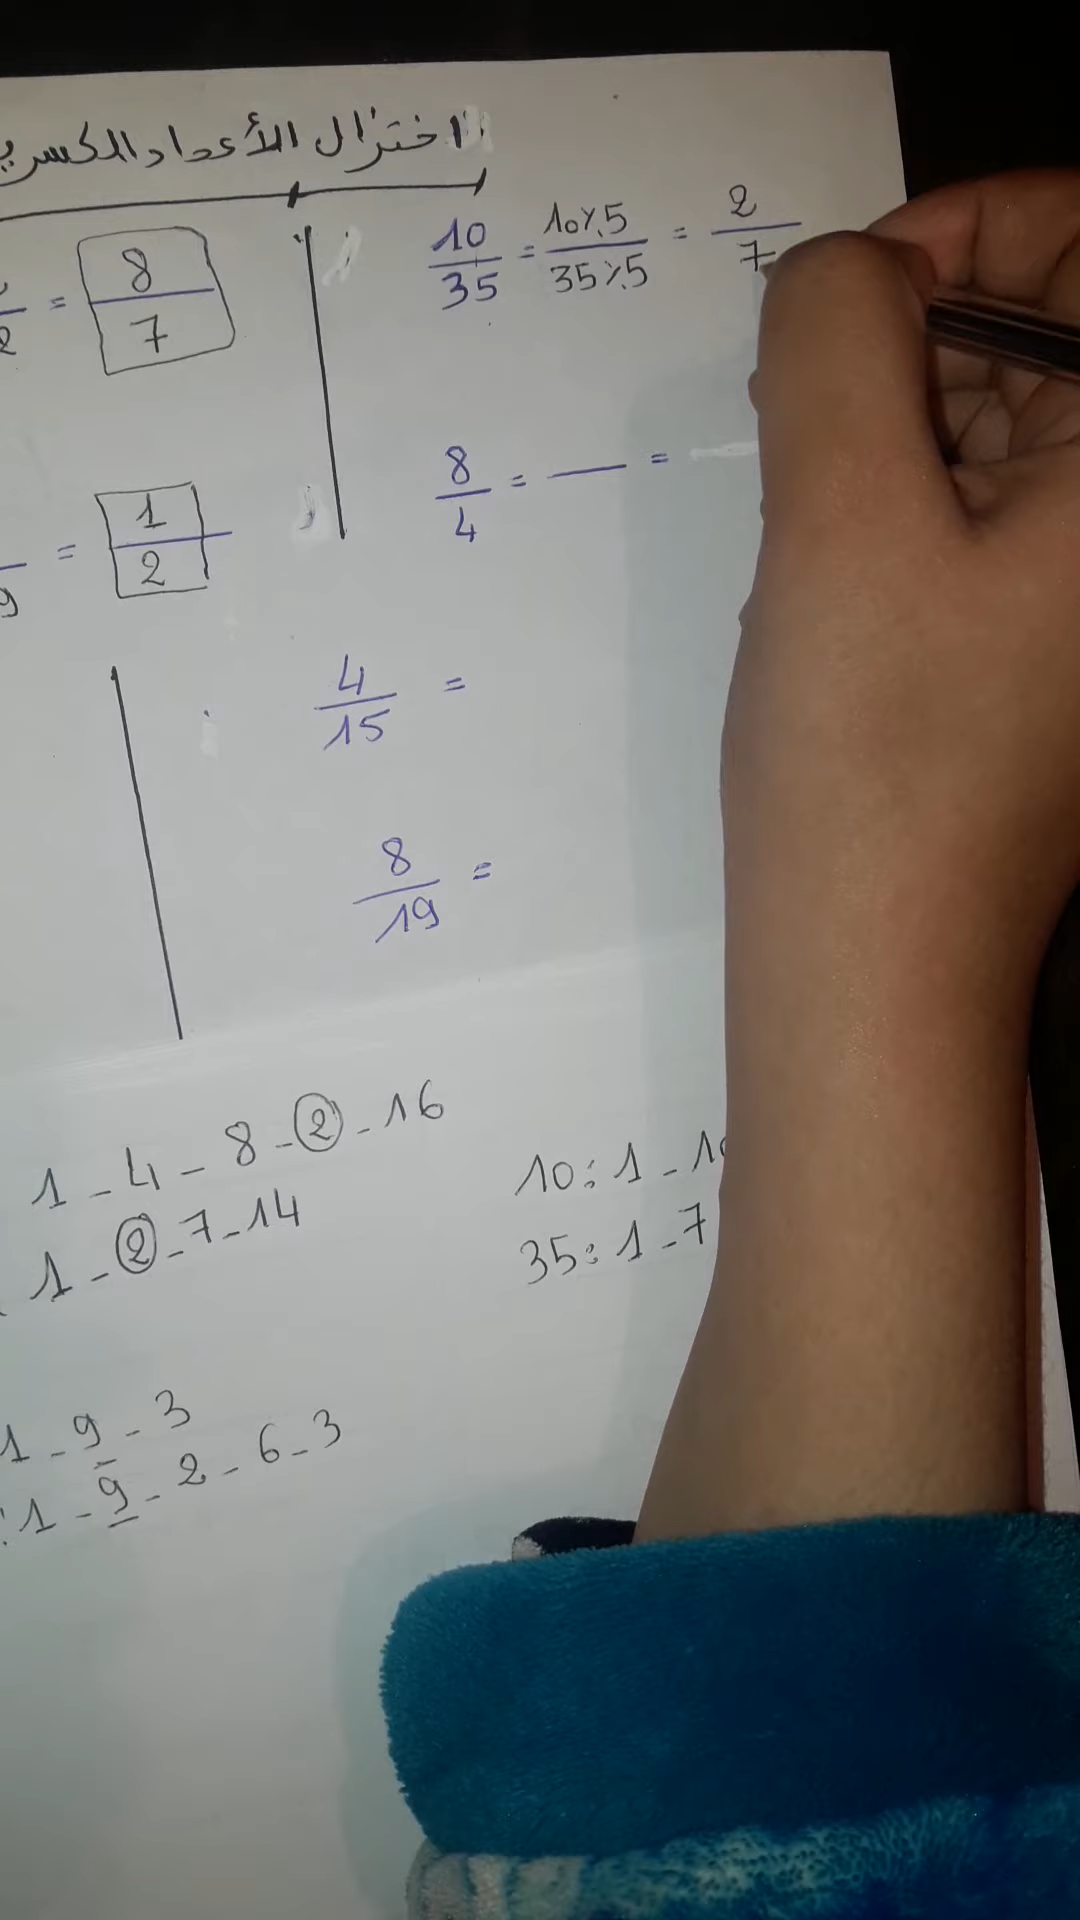 اختزال الأعداد الكسرية
10/35 = 10÷5/35÷5 = 2/7
= 8/7
8/4 = — =
= 1/2
4/15 =
8/19 =
1 - 4 - 8 - 2 - 16
1 - 2 - 7 - 14
10: 1 - 10
35: 1 - 7
1 - 9 - 3
: 1 - 9 - 2 - 6 - 3